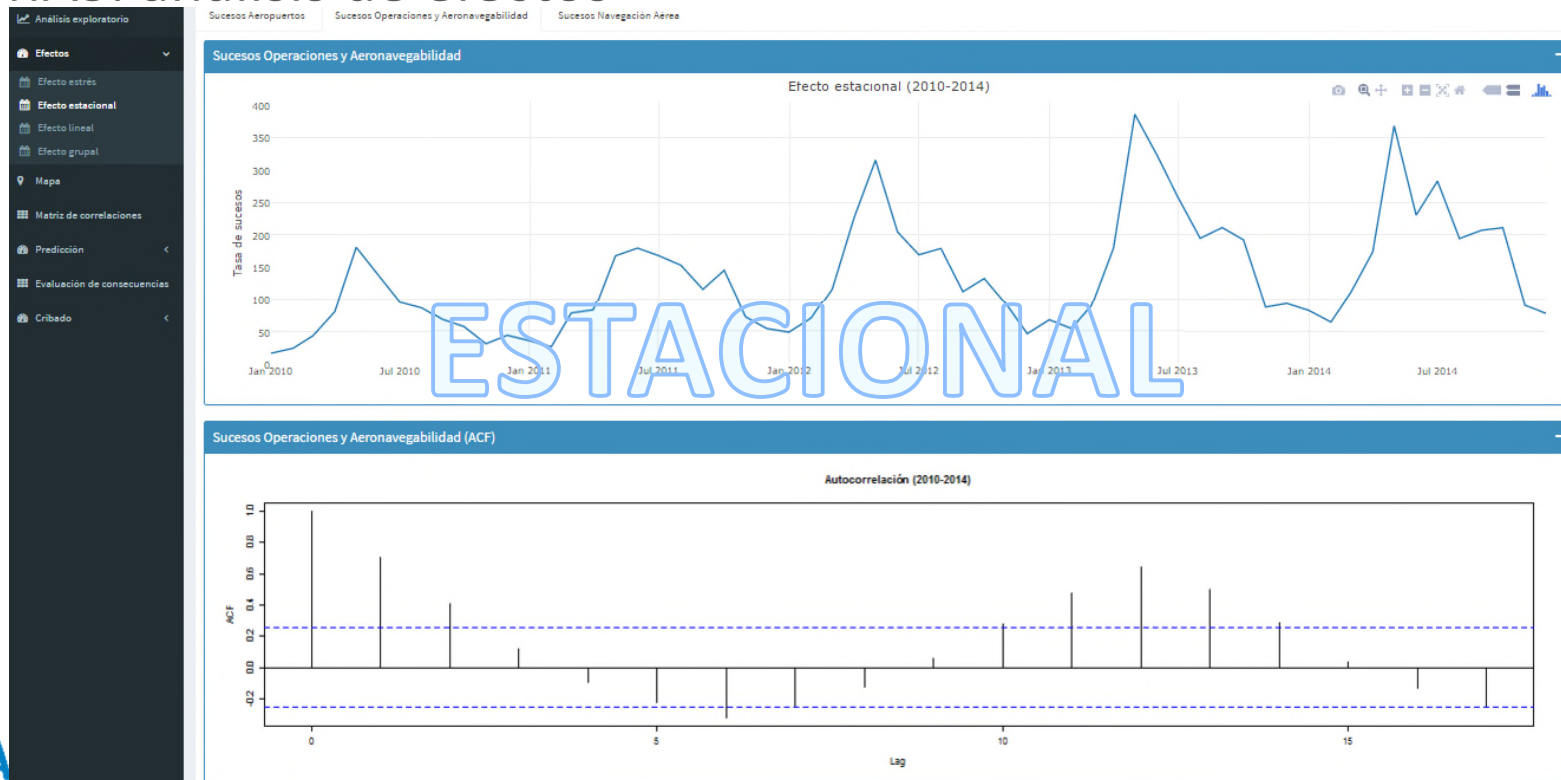 análisis de efectos
Análisis exploratorio
Efectos
Efecto estrés
Efecto estacional
Efecto lineal
Efecto grupal
Mapa
Matriz de correlaciones
Predicción
Evaluación de consecuencias
Cribado
Sucesos Aeropuertos Sucesos Operaciones y Aeronavegabilidad Sucesos Navegación Aérea
Sucesos Operaciones y Aeronavegabilidad
Efecto estacional (2010-2014)
Tasa de sucesos
400
350
300
250
200
150
100
50
0
Jan 2010 Jul 2010 Jan 2011 Jul 2011 Jan 2012 Jul 2012 Jan 2013 Jul 2013 Jan 2014 Jul 2014
ESTACIONAL
Sucesos Operaciones y Aeronavegabilidad (ACF)
Autocorrelación (2010-2014)
ACF
1.0
0.8
0.6
0.4
0.2
0.0
-0.2
0 5 10 15
Lag